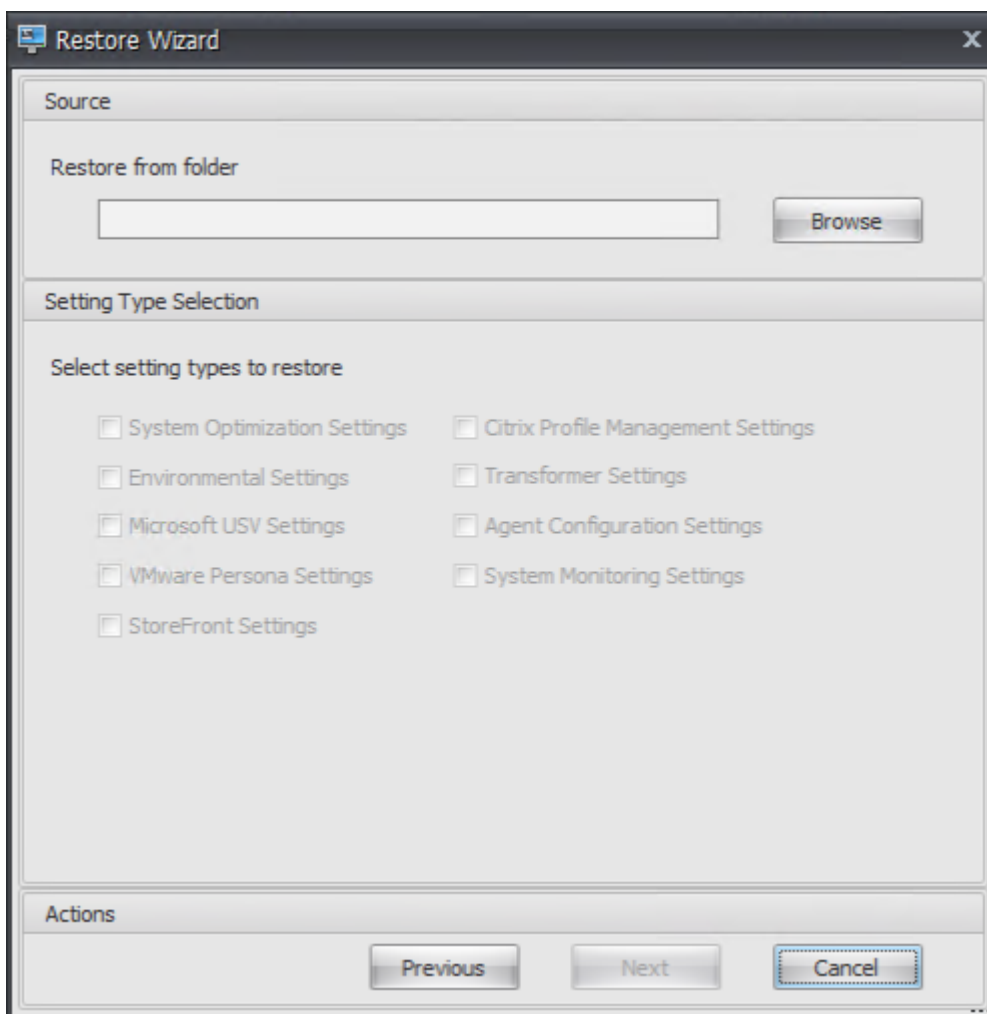 Restore Wizard
Source
Restore from folder
Browse
Setting Type Selection
Select setting types to restore
System Optimization Settings
Citrix Profile Management Settings
Environmental Settings
Transformer Settings
Microsoft USV Settings
Agent Configuration Settings
VMware Persona Settings
System Monitoring Settings
StoreFront Settings
Actions
Previous
Next
Cancel